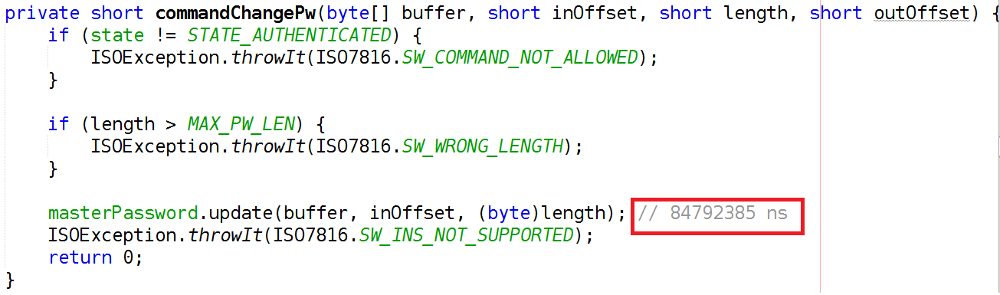 private short commandChangePw(byte[] buffer, short inOffset, short length, short outOffset) {
    if (state != STATE_AUTHENTICATED) {
        ISOException.throwIt(ISO7816.SW_COMMAND_NOT_ALLOWED);
    }

    if (length > MAX_PW_LEN) {
        ISOException.throwIt(ISO7816.SW_WRONG_LENGTH);
    }

    masterPassword.update(buffer, inOffset, (byte)length); // 84792385 ns
    ISOException.throwIt(ISO7816.SW_INS_NOT_SUPPORTED);
    return 0;
}